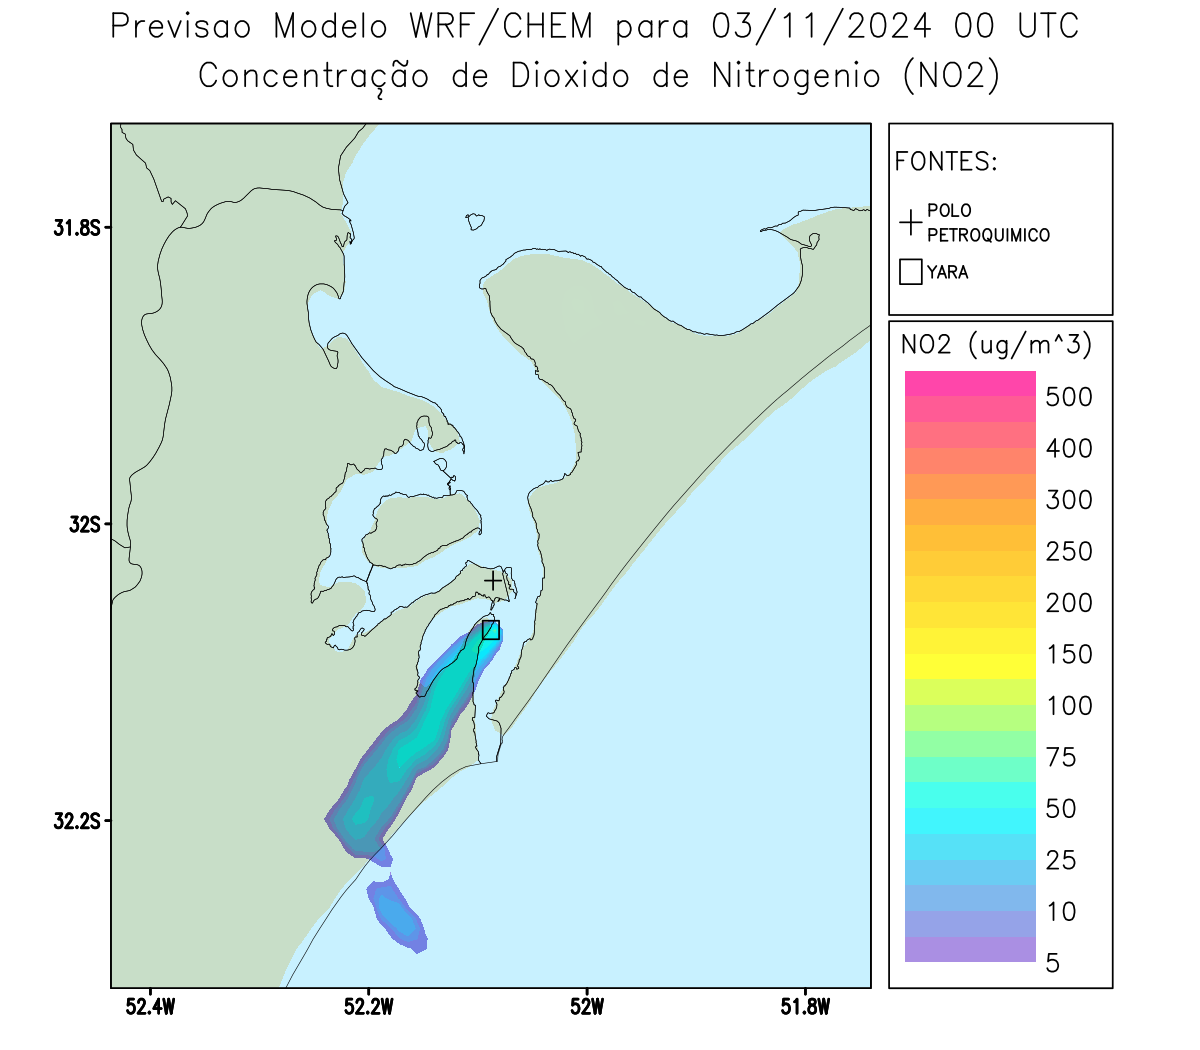 Previsao Modelo WRF/CHEM para 03/11/2024 00 UTC
Concentração de Dioxido de Nitrogenio (NO2)
FONTES:
POLO
PETROQUIMICO
YARA
31.8S
32S
32.2S
52.4W
52.2W
52W
51.8W
NO2 (ug/m^3)
500
400
300
250
200
150
100
75
50
25
10
5